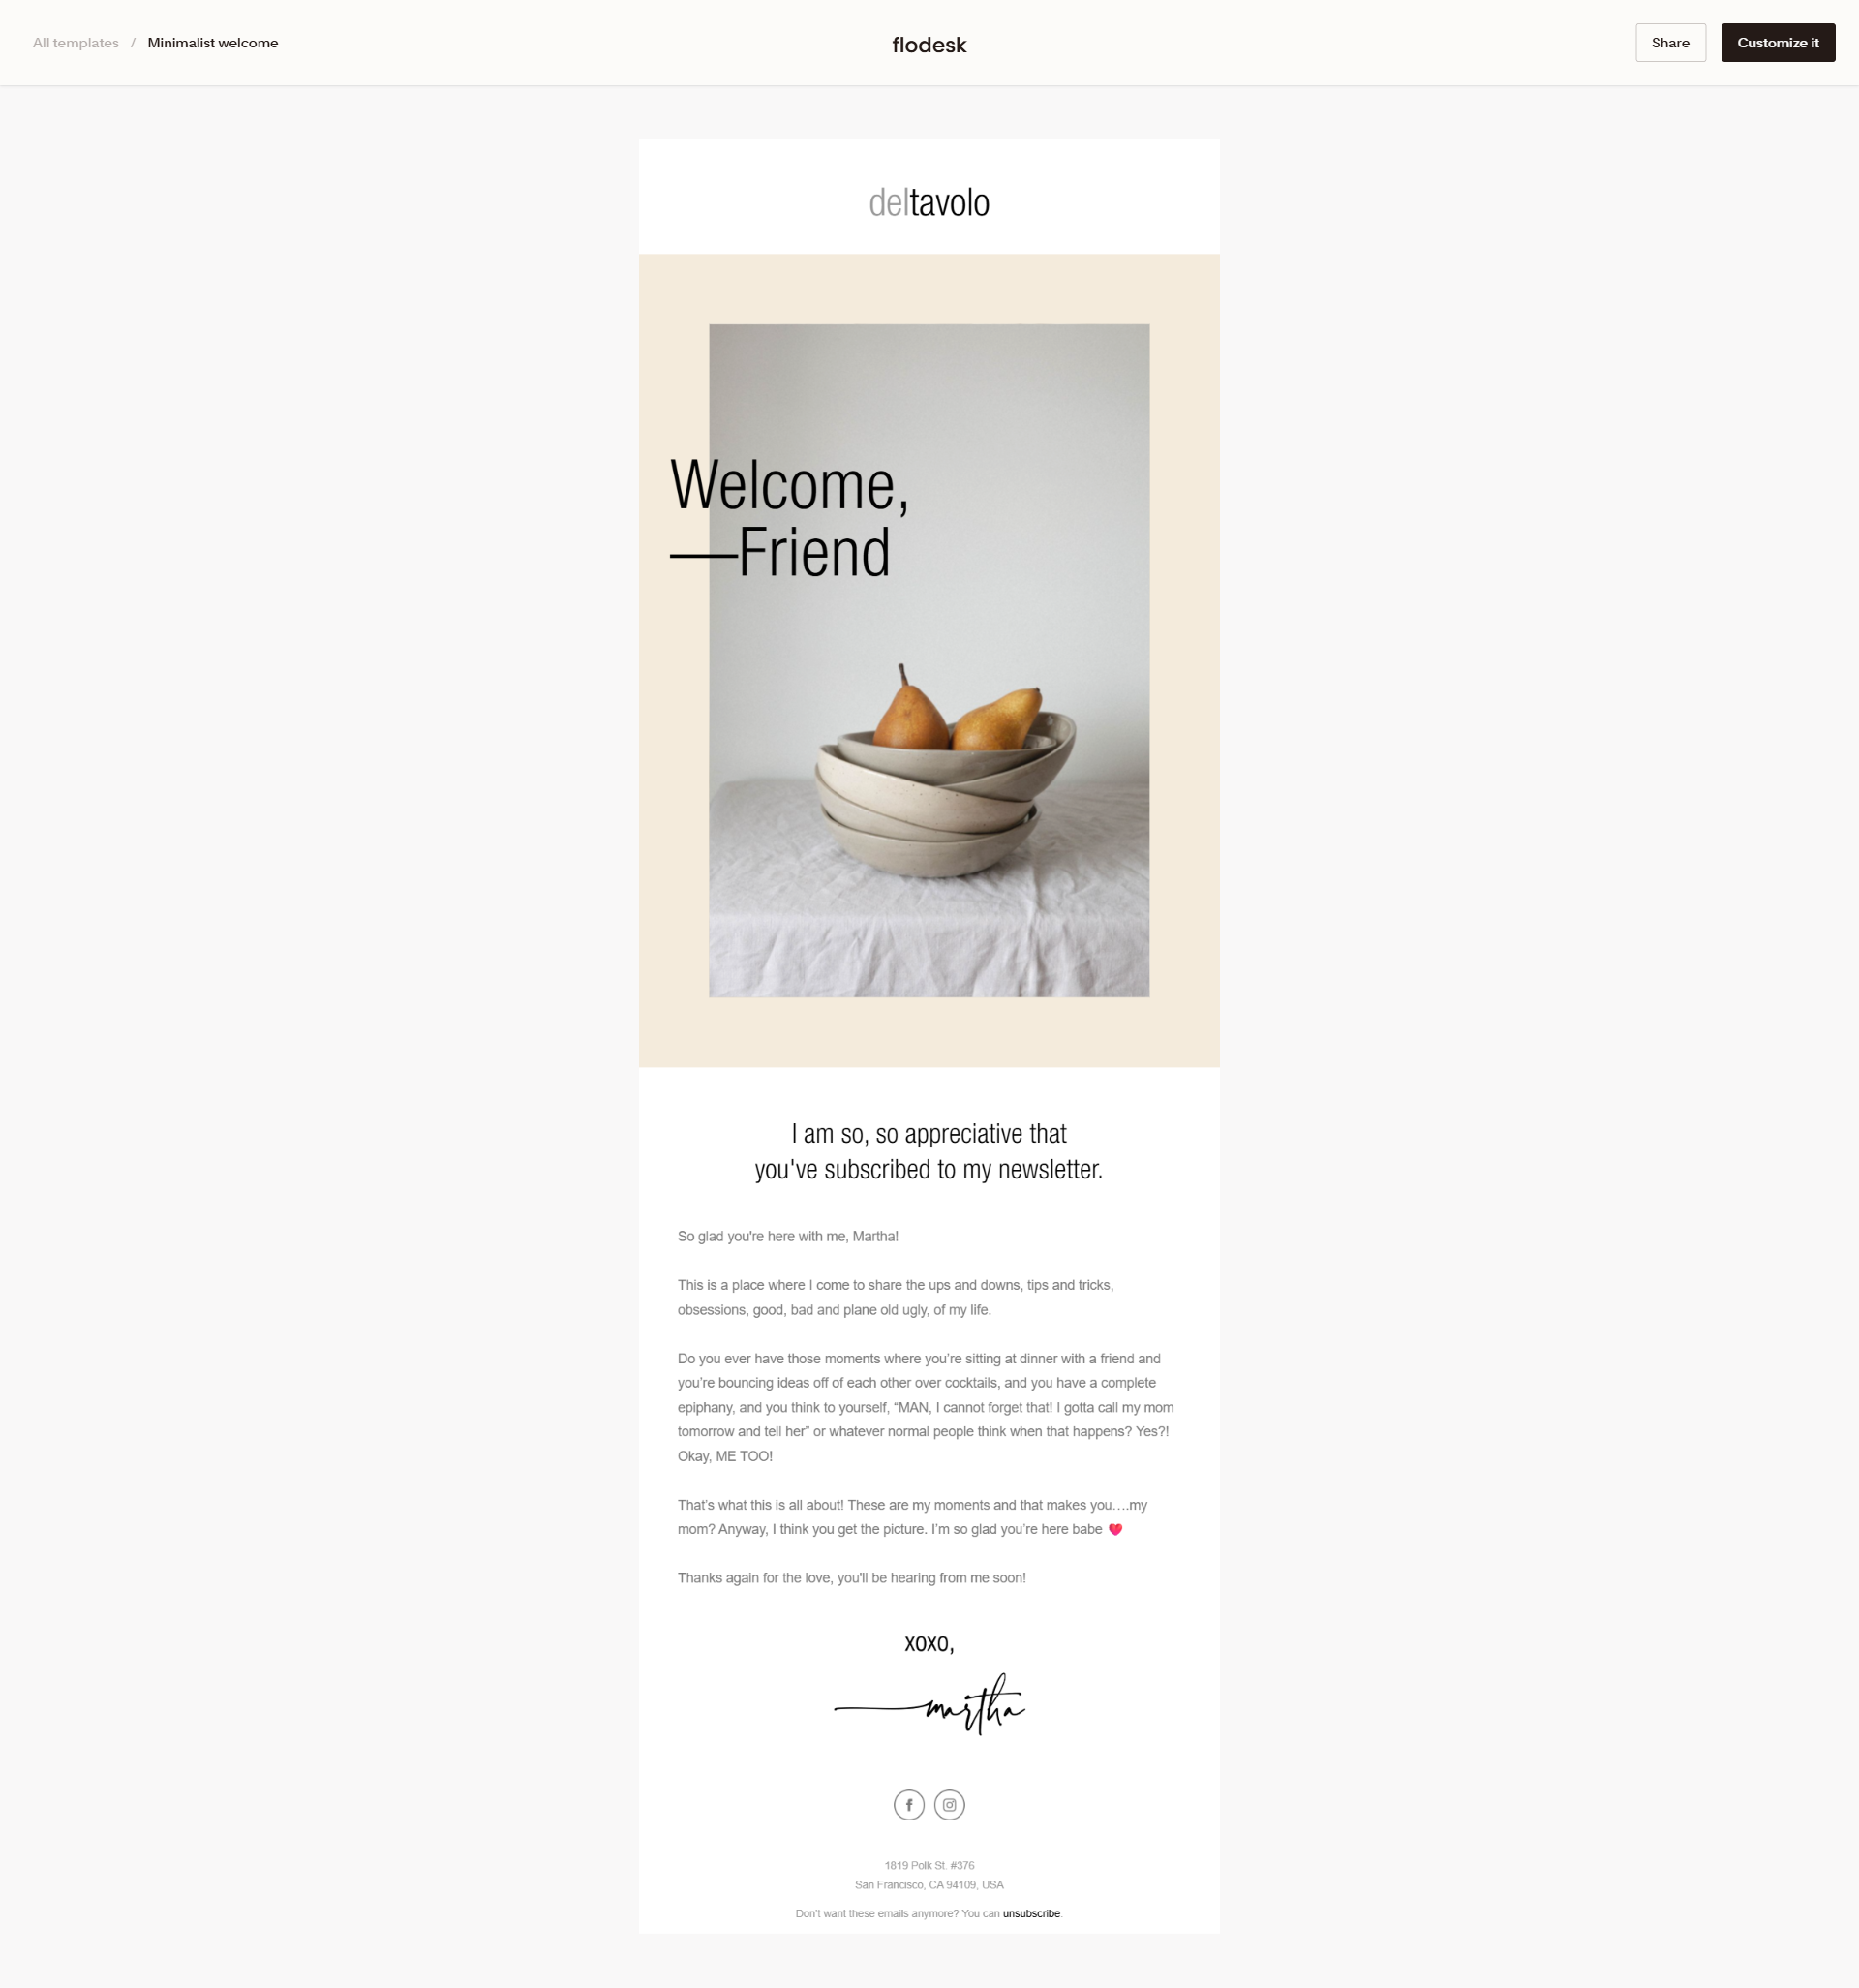 All templates / Minimalist welcome
flodesk
Share
Customize it
deltavolo
Welcome,
—Friend
I am so, so appreciative that
you've subscribed to my newsletter.
So glad you're here with me, Martha!
This is a place where I come to share the ups and downs, tips and tricks,
obsessions, good, bad and plane old ugly, of my life.
Do you ever have those moments where you’re sitting at dinner with a friend and
you’re bouncing ideas off of each other over cocktails, and you have a complete
epiphany, and you think to yourself, “MAN, I cannot forget that! I gotta call my mom
tomorrow and tell her” or whatever normal people think when that happens? Yes?!
Okay, ME TOO!
That’s what this is all about! These are my moments and that makes you….my
mom? Anyway, I think you get the picture. I’m so glad you’re here babe 💗
Thanks again for the love, you'll be hearing from me soon!
xoxo,
martha
1819 Polk St. #376
San Francisco, CA 94109, USA
Don't want these emails anymore? You can unsubscribe.